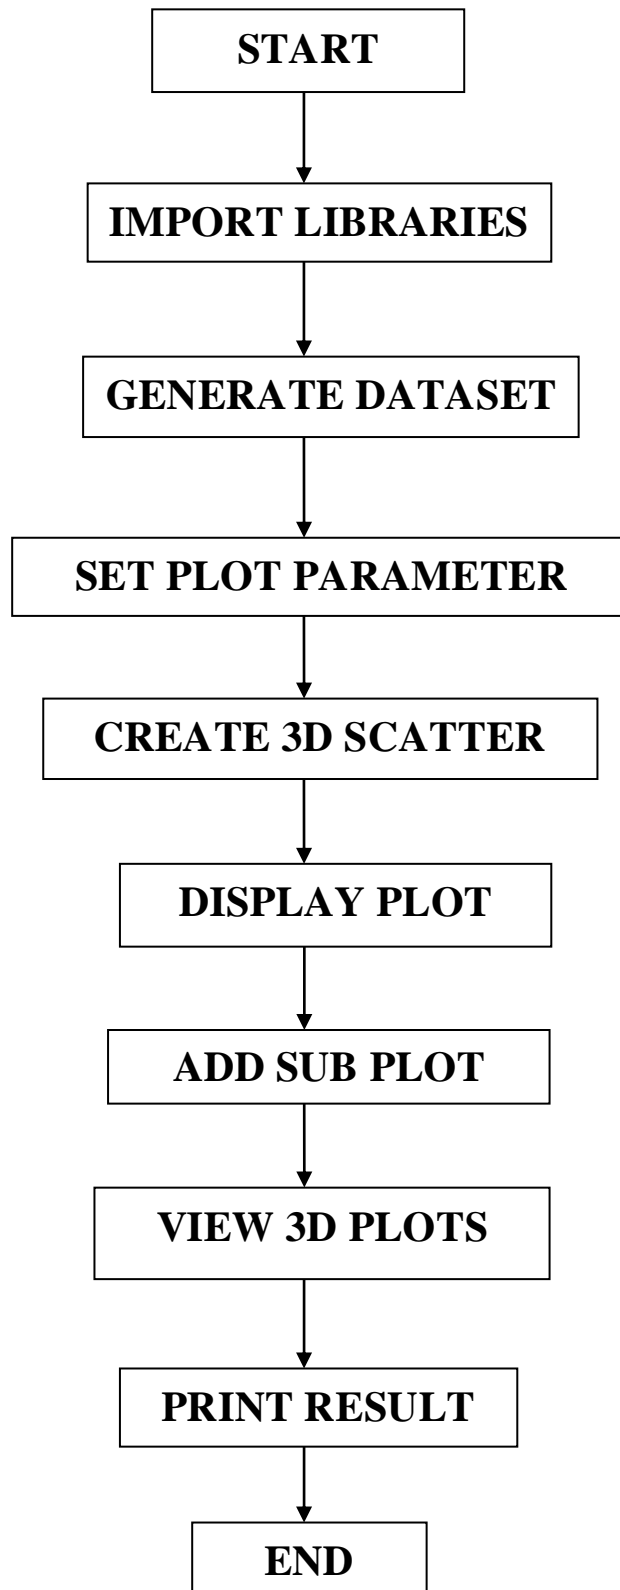 START
IMPORT LIBRARIES
GENERATE DATASET
SET PLOT PARAMETER
CREATE 3D SCATTER
DISPLAY PLOT
ADD SUB PLOT
VIEW 3D PLOTS
PRINT RESULT
END